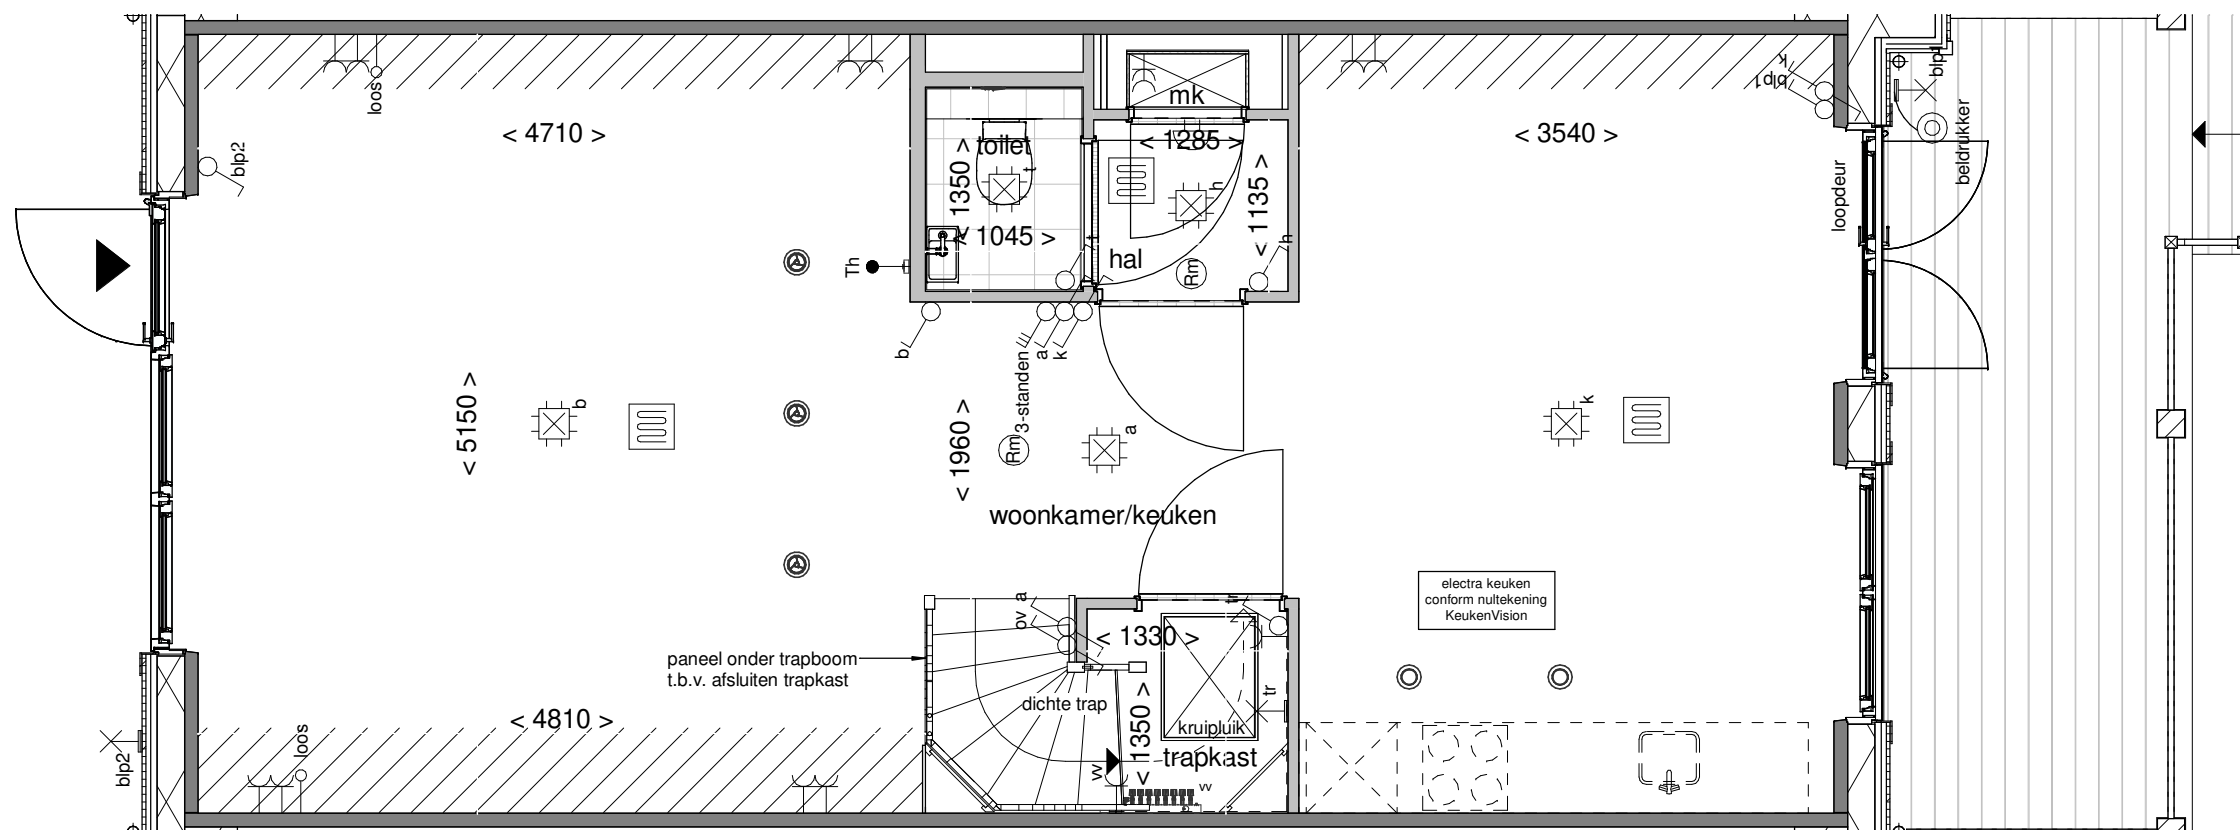 loos
blp2
< 4710 >
toilet
t
< 1350 >
< 1045 >
t
mk
< 1285 >
h
< 1135 >
h
hal
Rm
< 3540 >
k
blp1
blp
beldrukker
loopdeur
Th
b
3-standen
a
k
< 5150 >
b
< 1960 >
Rm
a
k
woonkamer/keuken
electra keuken
conform nultekening
KeukenVision
ov
a
tr
< 1330 >
paneel onder trapboom
t.b.v. afsluiten trapkast
dichte trap
< 1350 >
tr
kruipluik
trapkast
vv
vv
< 4810 >
loos
blp2